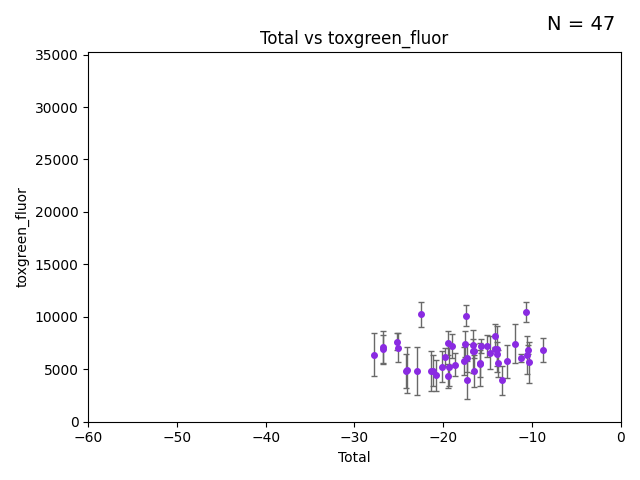 N = 47
Total vs toxgreen_fluor
35000
30000
25000
20000
15000
10000
5000
0
toxgreen_fluor
−60 −50 −40 −30 −20 −10 0
Total